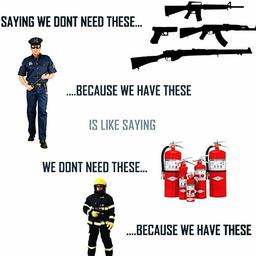 SAYING WE DONT NEED THESE...
....BECAUSE WE HAVE THESE
IS LIKE SAYING
WE DONT NEED THESE...
....BECAUSE WE HAVE THESE